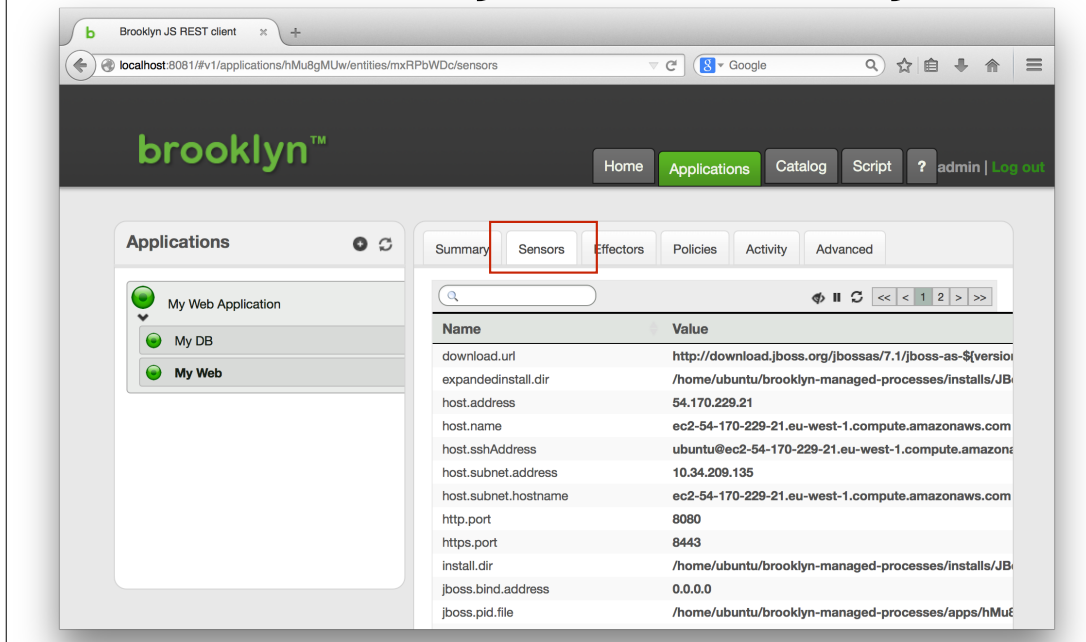 Brooklyn JS REST client × +
localhost:8081/#v1/applications/hMu8gMUw/entities/mxRPbWDc/sensors
Google
brooklyn™
Home Applications Catalog Script ? admin | Log out
Applications
Summary Sensors Effectors Policies Activity Advanced
My Web Application
My DB
My Web
<< < 1 2 > >>
Name Value
download.url http://download.jboss.org/jbossas/7.1/jboss-as-${version
expandedinstall.dir /home/ubuntu/brooklyn-managed-processes/installs/JB
host.address 54.170.229.21
host.name ec2-54-170-229-21.eu-west-1.compute.amazonaws.com
host.sshAddress ubuntu@ec2-54-170-229-21.eu-west-1.compute.amazona
host.subnet.address 10.34.209.135
host.subnet.hostname ec2-54-170-229-21.eu-west-1.compute.amazonaws.com
http.port 8080
https.port 8443
install.dir /home/ubuntu/brooklyn-managed-processes/installs/JB
jboss.bind.address 0.0.0.0
jboss.pid.file /home/ubuntu/brooklyn-managed-processes/apps/hMu8